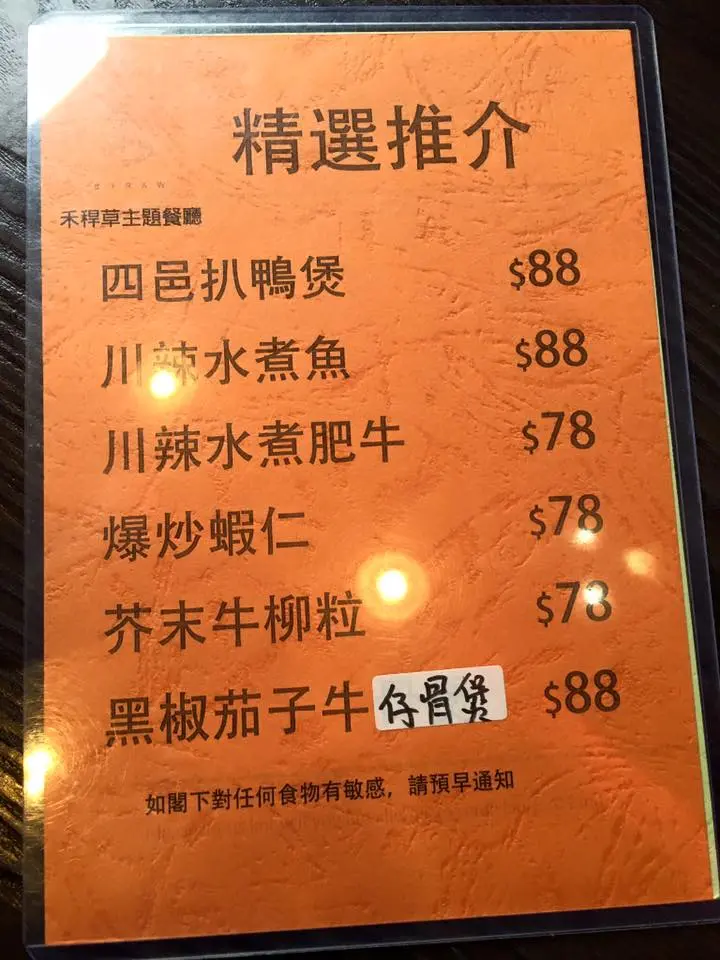 精選推介
禾稈草主題餐廳
四邑扒鴨煲 $88
川辣水煮魚 $88
川辣水煮肥牛 $78
爆炒蝦仁 $78
芥末牛柳粒 $78
黑椒茄子牛仔骨煲 $88
如閣下對任何食物有敏感，請預早通知